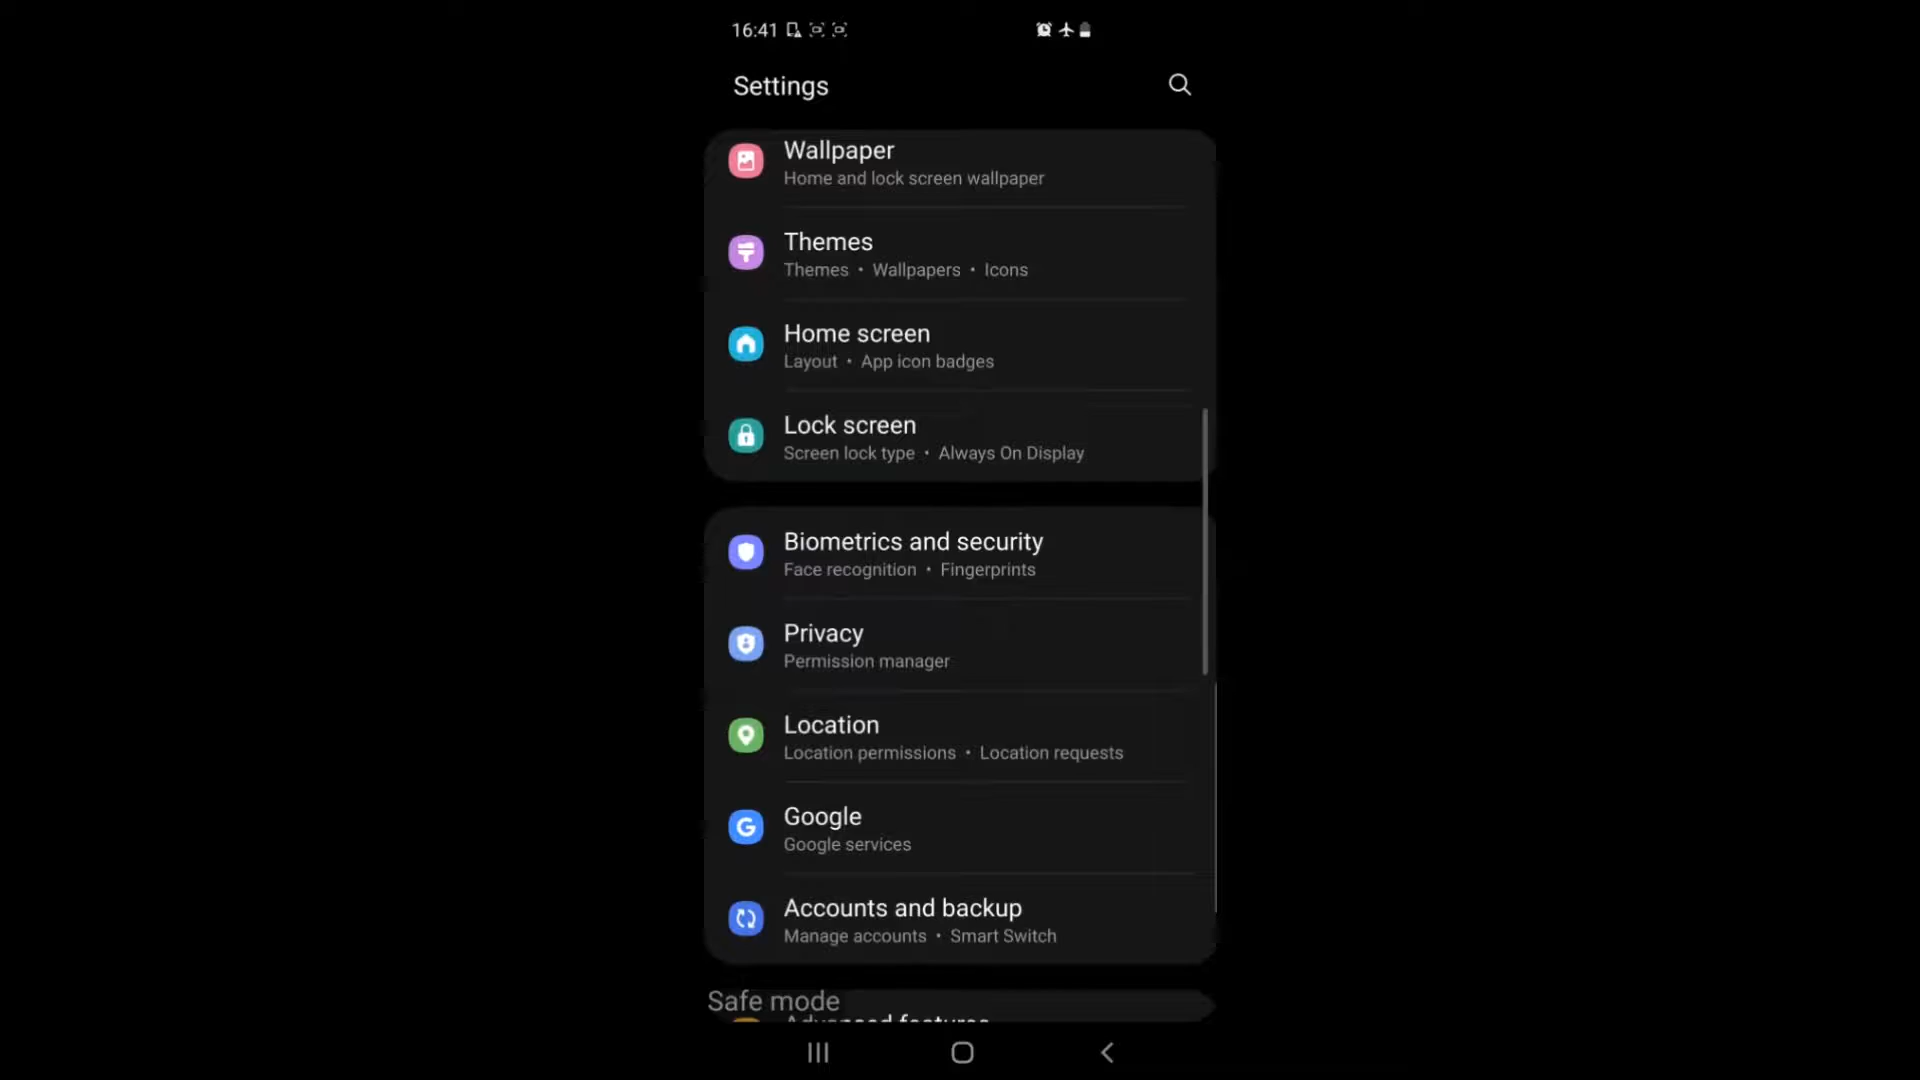 16:41
Settings
Wallpaper
Home and lock screen wallpaper
Themes
Themes • Wallpapers • Icons
Home screen
Layout • App icon badges
Lock screen
Screen lock type • Always On Display
Biometrics and security
Face recognition • Fingerprints
Privacy
Permission manager
Location
Location permissions • Location requests
Google
Google services
Accounts and backup
Manage accounts • Smart Switch
Safe mode
Advanced features